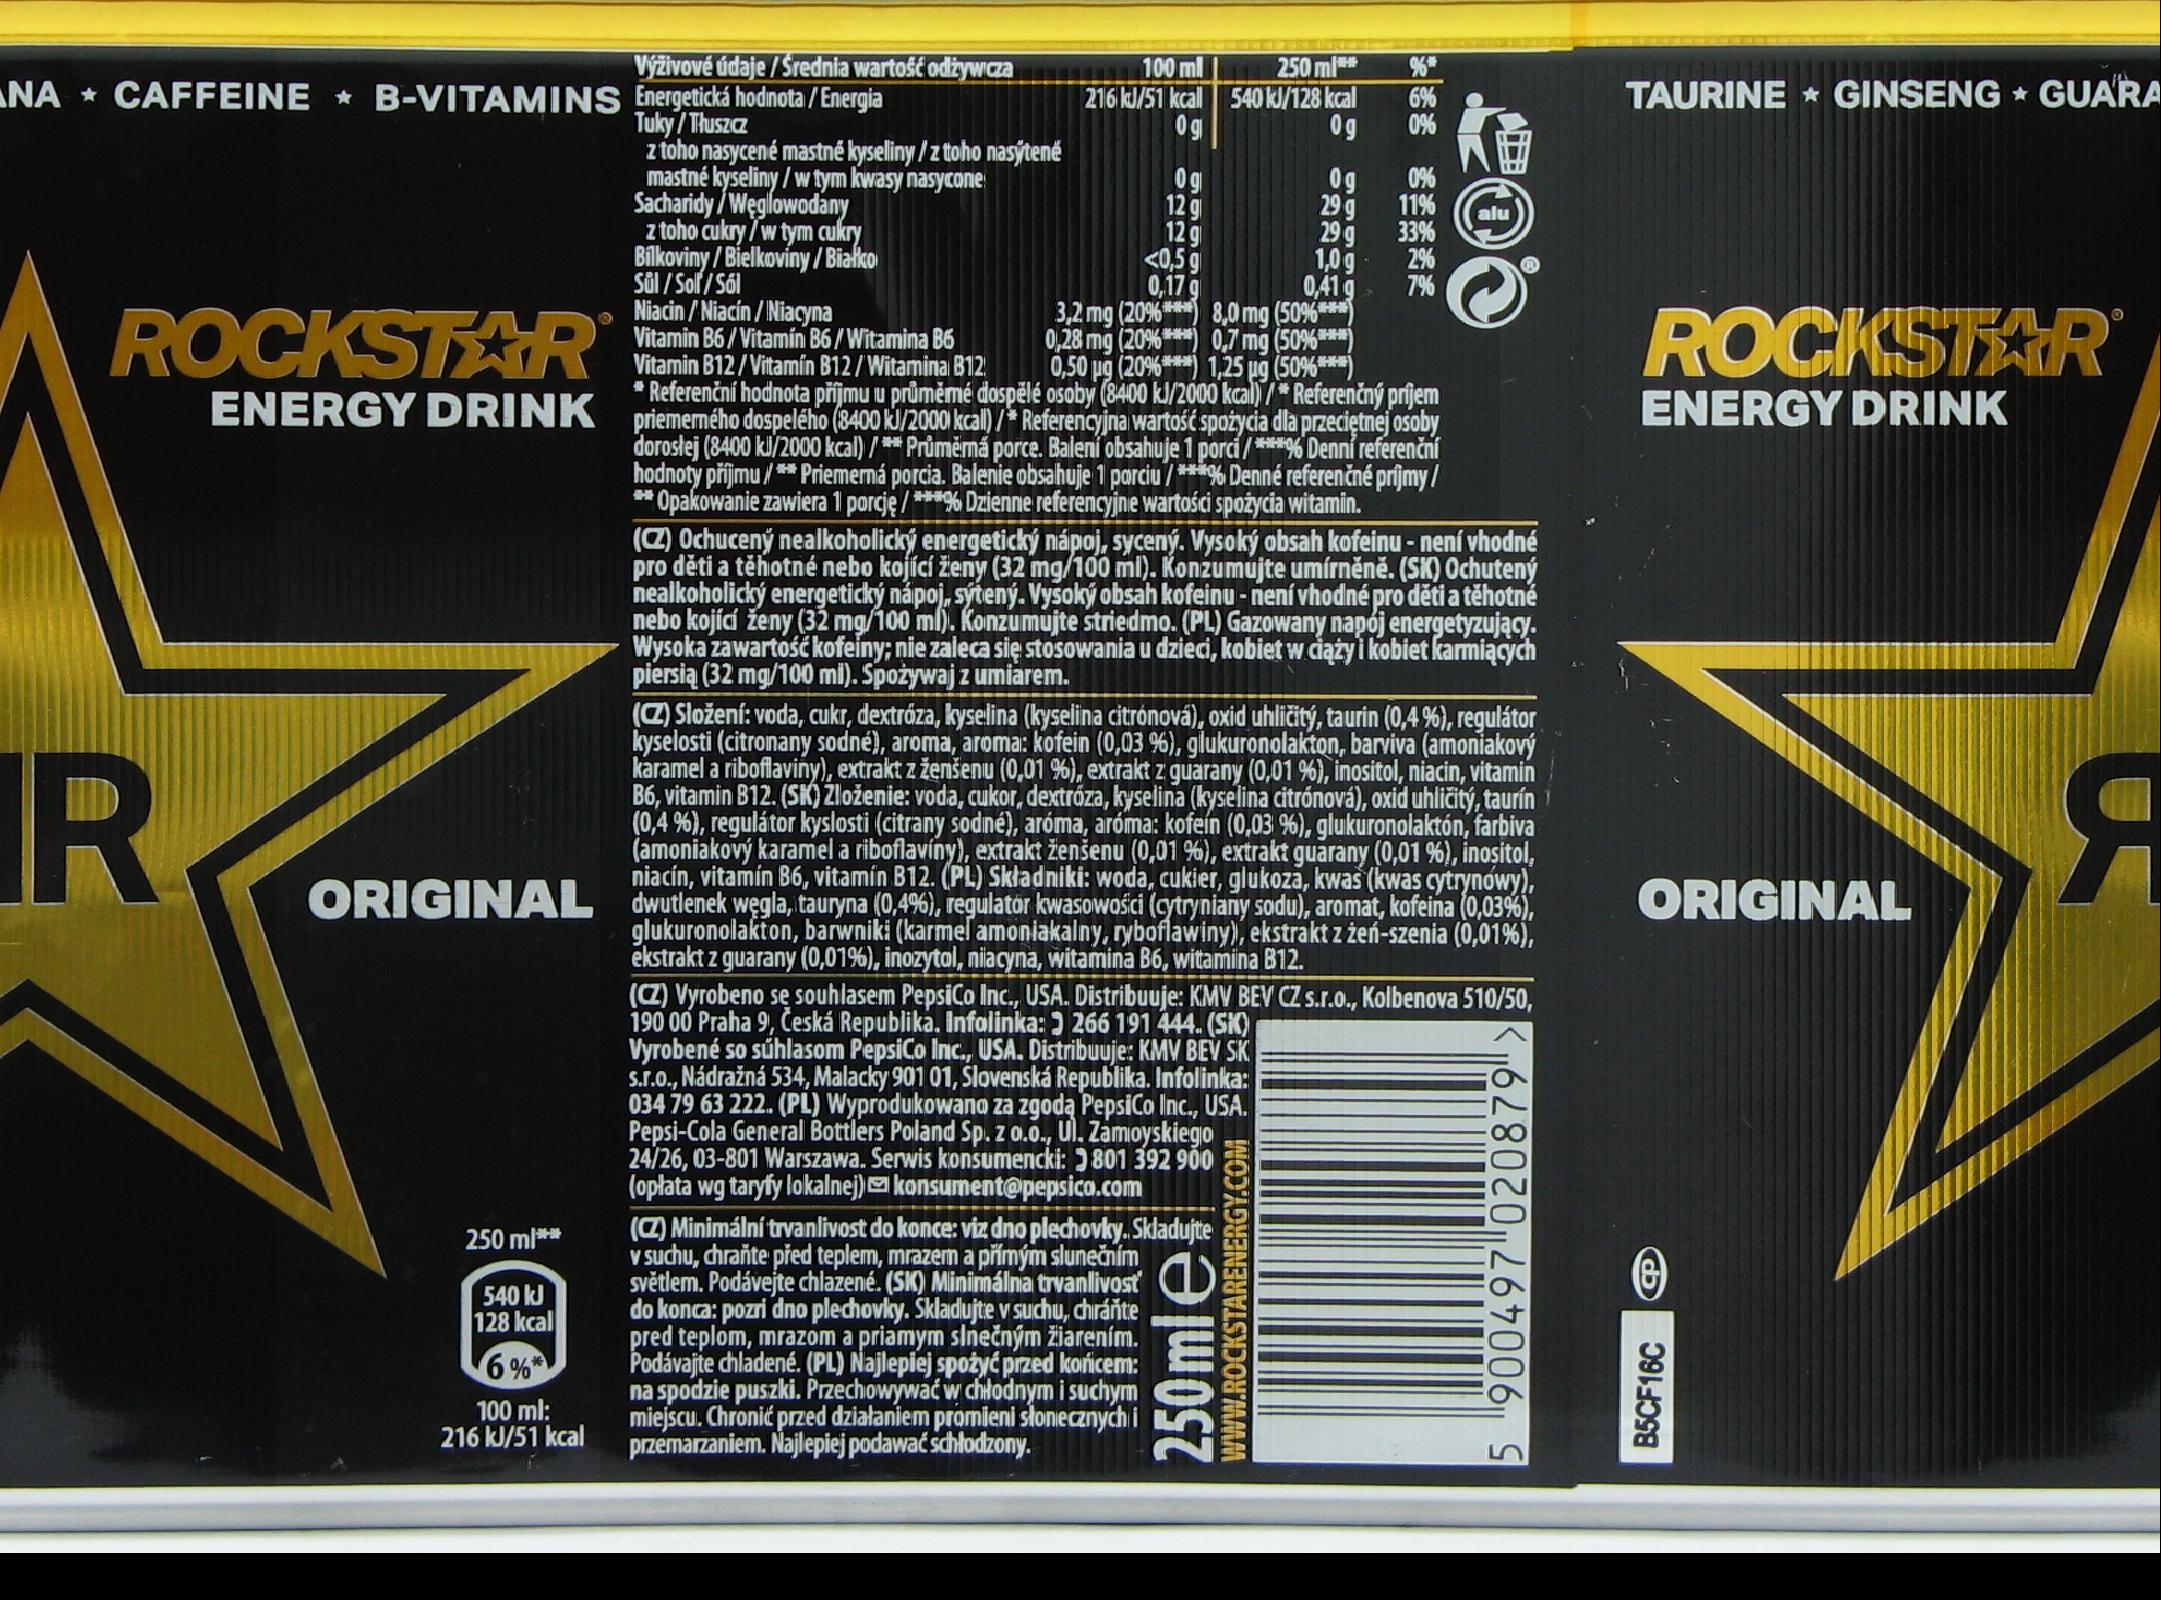 ANA ★ CAFFEINE ★ B-VITAMINS
ROCKSTAR®
ENERGY DRINK
R
ORIGINAL
250 ml**
540 kJ
128 kcal
6 %*
100 ml:
216 kJ/51 kcal
Výživové údaje / Średnia wartość odżywcza 100 ml 250 ml** %*
Energetická hodnota / Energia 216 kJ/51 kcal 540 kJ/128 kcal 6%
Tuky / Tłuszcz 0 g 0 g 0%
z toho nasycené mastné kyseliny / z toho nasýtené
mastné kyseliny / w tym kwasy nasycone 0 g 0 g 0%
Sacharidy / Węglowodany 12 g 29 g 11%
z toho cukry / w tym cukry 12 g 29 g 33%
Bílkoviny / Bielkoviny / Białko <0,5 g 1,0 g 2%
Sůl / Soľ / Sól 0,17 g 0,41 g 7%
Niacin / Niacín / Niacyna 3,2 mg (20%***) 8,0 mg (50%***)
Vitamin B6 / Vitamín B6 / Witamina B6 0,28 mg (20%***) 0,7 mg (50%***)
Vitamin B12 / Vitamín B12 / Witamina B12 0,50 µg (20%***) 1,25 µg (50%***)
* Referenční hodnota příjmu u průměrné dospělé osoby (8400 kJ/2000 kcal) / * Referenčný príjem
priemerného dospelého (8400 kJ/2000 kcal) / * Referencyjna wartość spożycia dla przeciętnej osoby
dorosłej (8400 kJ/2000 kcal) / ** Průměrná porce. Balení obsahuje 1 porci / ***% Denní referenční
hodnoty příjmu / ** Priemerná porcia. Balenie obsahuje 1 porciu / ***% Denné referenčné príjmy /
** Opakowanie zawiera 1 porcję / ***% Dzienne referencyjne wartości spożycia witamin.
alu
(CZ) Ochucený nealkoholický energetický nápoj, sycený. Vysoký obsah kofeinu - není vhodné
pro děti a těhotné nebo kojící ženy (32 mg/100 ml). Konzumujte umírněně. (SK) Ochutený
nealkoholický energetický nápoj, sýtený. Vysoký obsah kofeinu - není vhodné pro děti a těhotné
nebo kojící ženy (32 mg/100 ml). Konzumujte striedmo. (PL) Gazowany napój energetyzujący.
Wysoka zawartość kofeiny; nie zaleca się stosowania u dzieci, kobiet w ciąży i kobiet karmiących
piersią (32 mg/100 ml). Spożywaj z umiarem.
(CZ) Složení: voda, cukr, dextróza, kyselina (kyselina citrónová), oxid uhličitý, taurin (0,4 %), regulátor
kyselosti (citronany sodné), aroma, aroma: kofein (0,03 %), glukuronolakton, barviva (amoniakový
karamel a riboflaviny), extrakt z ženšenu (0,01 %), extrakt z guarany (0,01 %), inositol, niacin, vitamin
B6, vitamin B12. (SK) Zloženie: voda, cukor, dextróza, kyselina (kyselina citrónová), oxid uhličitý, taurín
(0,4 %), regulátor kyslosti (citrany sodné), aróma, aróma: kofeín (0,03 %), glukuronolaktón, farbiva
(amoniakový karamel a riboflavíny), extrakt ženšenu (0,01 %), extrakt guarany (0,01 %), inositol,
niacín, vitamín B6, vitamín B12. (PL) Składniki: woda, cukier, glukoza, kwas (kwas cytrynowy),
dwutlenek węgla, tauryna (0,4%), regulator kwasowości (cytryniany sodu), aromat, kofeina (0,03%),
glukuronolakton, barwniki (karmel amoniakalny, ryboflawiny), ekstrakt z żeń-szenia (0,01%),
ekstrakt z guarany (0,01%), inozytol, niacyna, witamina B6, witamina B12.
(CZ) Vyrobeno se souhlasem PepsiCo Inc., USA. Distribuuje: KMV BEV CZ s.r.o., Kolbenova 510/50,
190 00 Praha 9, Česká Republika. Infolinka: 266 191 444. (SK)
Vyrobené so súhlasom PepsiCo Inc., USA. Distribuuje: KMV BEV SK
s.r.o., Nádražná 534, Malacky 901 01, Slovenská Republika. Infolinka:
034 79 63 222. (PL) Wyprodukowano za zgodą PepsiCo Inc., USA.
Pepsi-Cola General Bottlers Poland Sp. z o.o., Ul. Zamoyskiego
24/26, 03-801 Warszawa. Serwis konsumencki: 801 392 900
(opłata wg taryfy lokalnej) konsument@pepsico.com
(CZ) Minimální trvanlivost do konce: viz dno plechovky. Skladujte
v suchu, chraňte před teplem, mrazem a přímým slunečním
světlem. Podávejte chlazené. (SK) Minimálna trvanlivosť
do konca: pozri dno plechovky. Skladujte v suchu, chráňte
pred teplom, mrazom a priamym slnečným žiarením.
Podávajte chladené. (PL) Najlepiej spożyć przed końcem:
na spodzie puszki. Przechowywać w chłodnym i suchym
miejscu. Chronić przed działaniem promieni słonecznych i
przemarzaniem. Najlepiej podawać schłodzony.
250 ml e
WWW.ROCKSTARENERGY.COM
5 900497 020879 >
TAURINE ★ GINSENG ★ GUARA
ROCKSTAR®
ENERGY DRINK
R
ORIGINAL
CP
B5CF16C